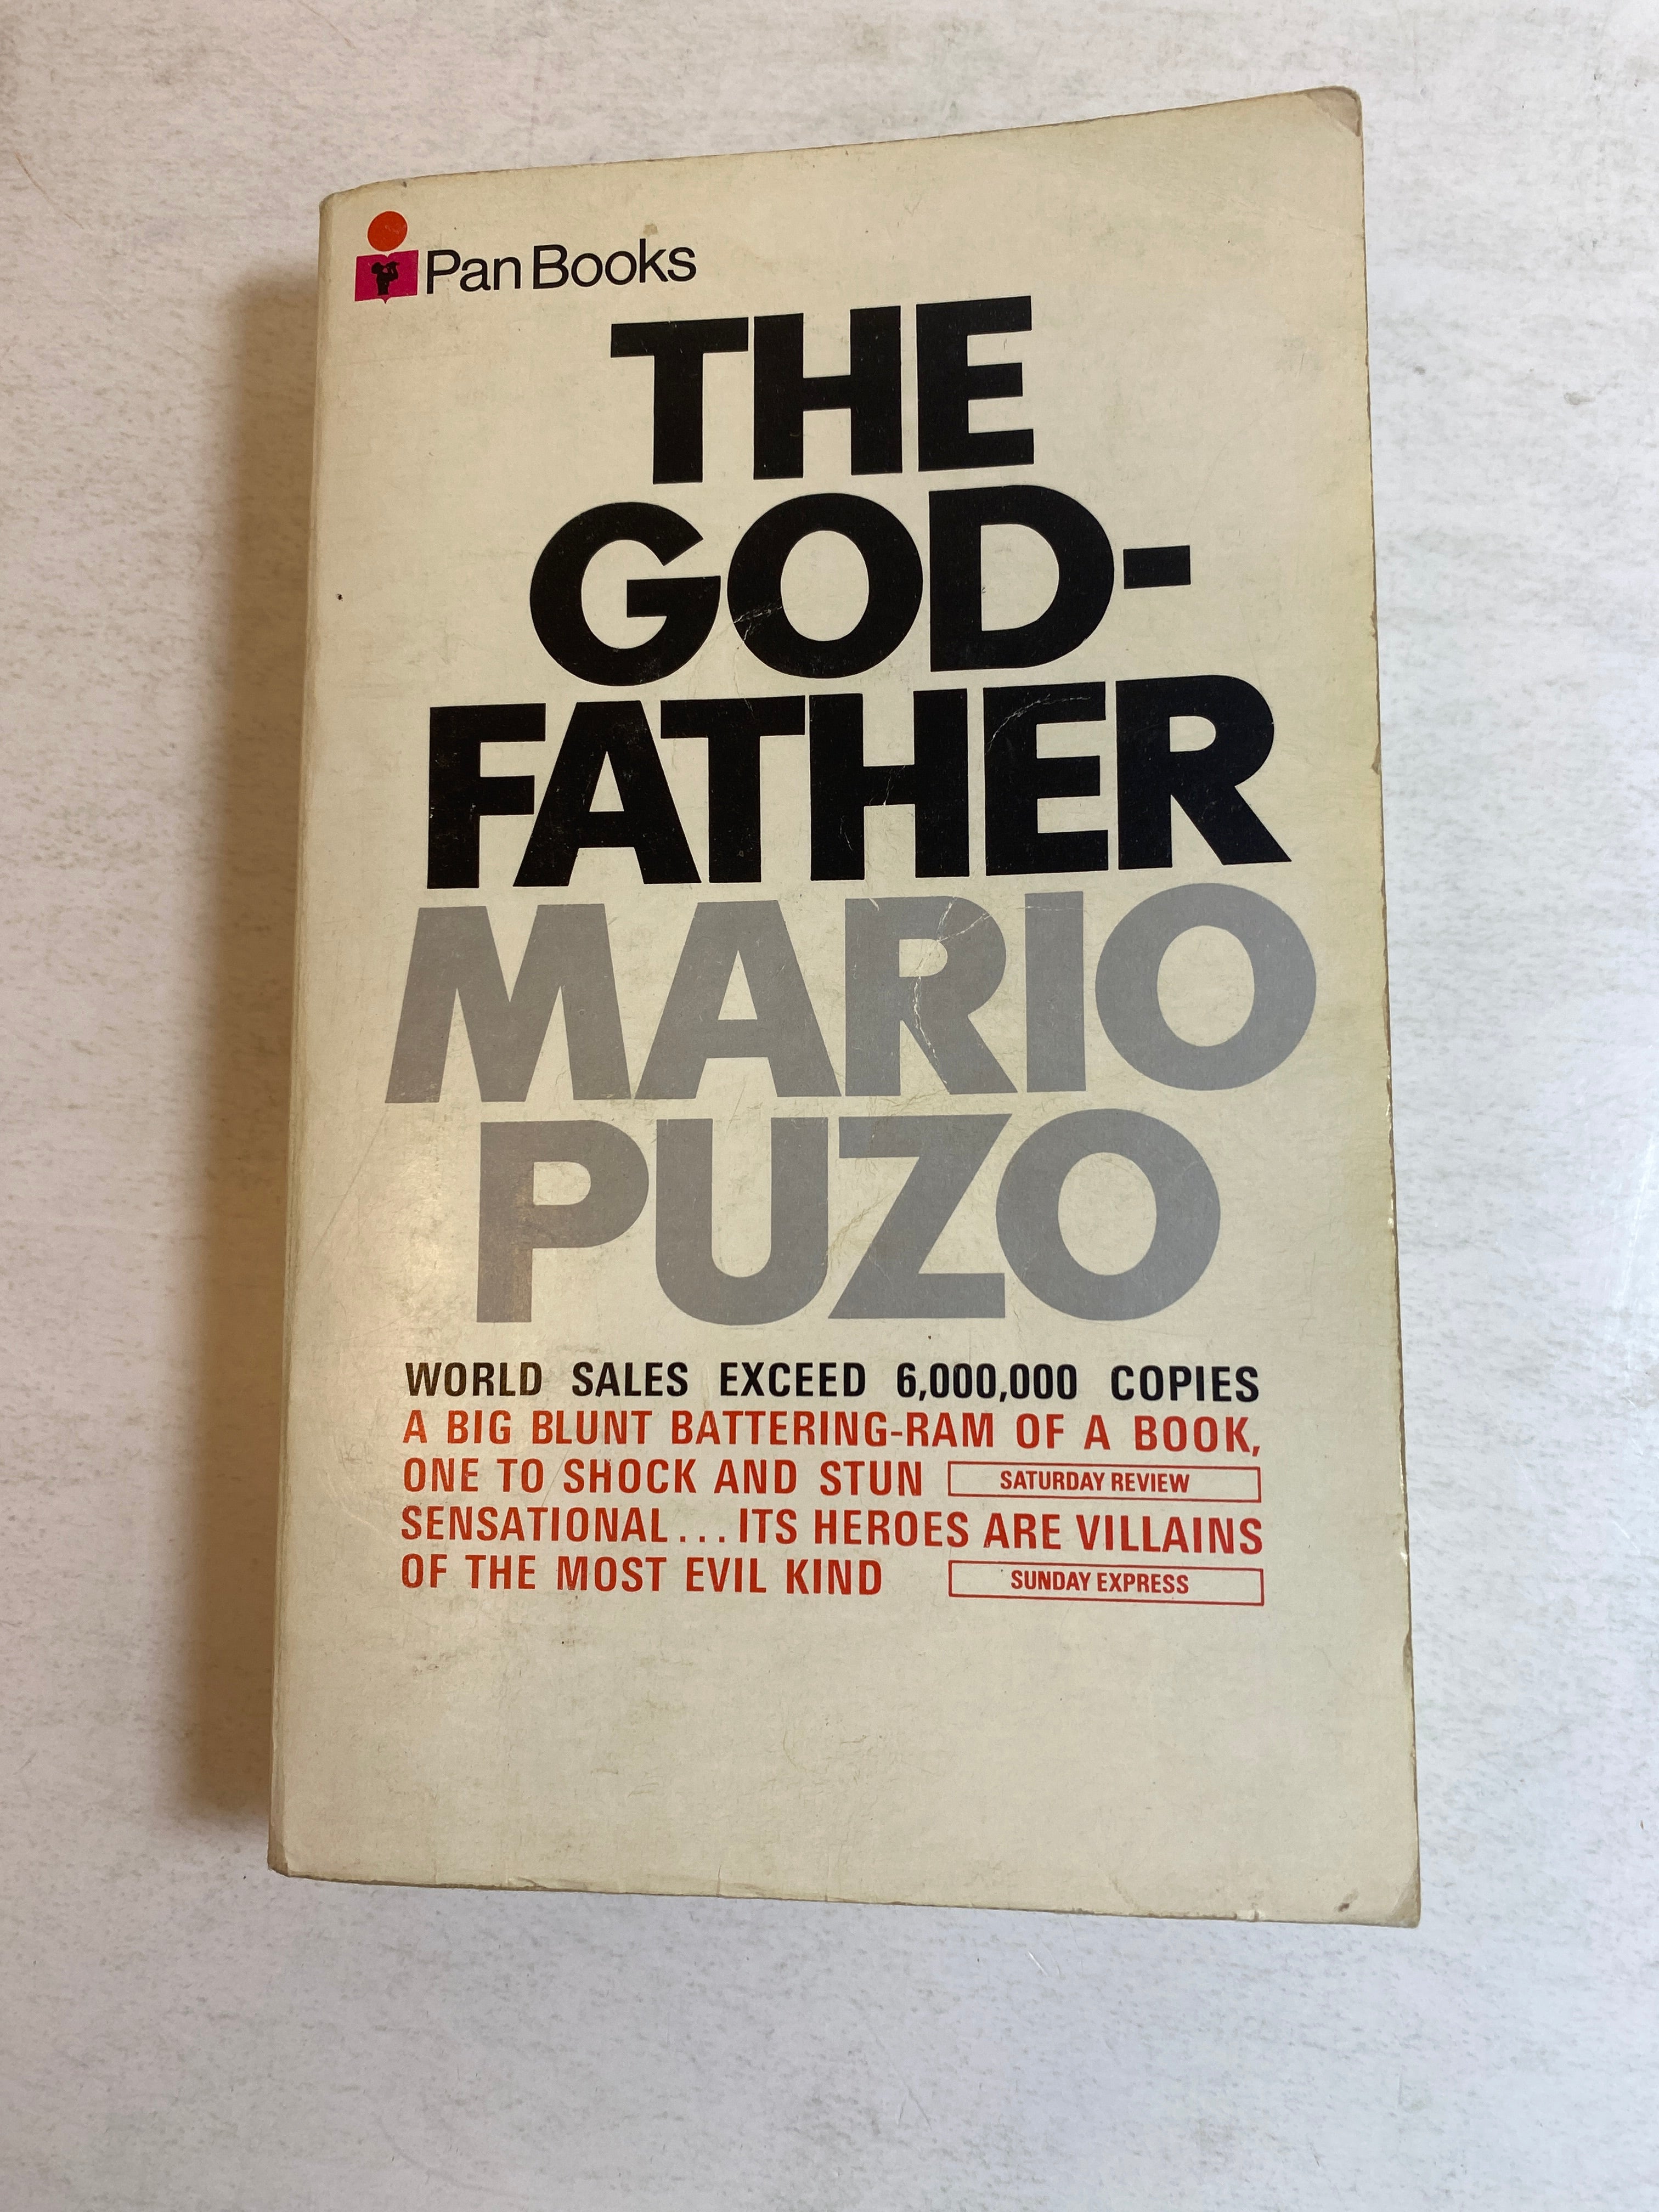 Pan Books
THE
GOD-
FATHER
MARIO
PUZO
WORLD SALES EXCEED 6,000,000 COPIES
A BIG BLUNT BATTERING-RAM OF A BOOK,
ONE TO SHOCK AND STUN SATURDAY REVIEW
SENSATIONAL...ITS HEROES ARE VILLAINS
OF THE MOST EVIL KIND SUNDAY EXPRESS